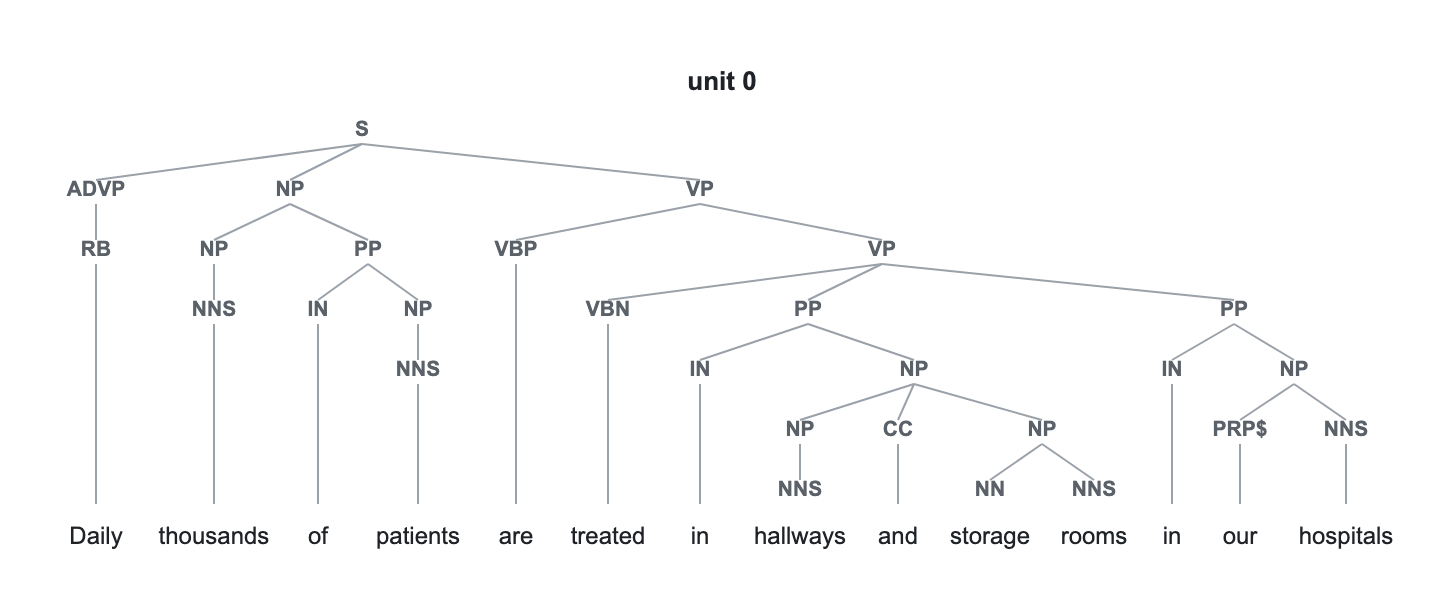 unit 0
S
ADVP NP VP
RB NP PP VBP VP
NNS IN NP VBN PP PP
NNS IN NP IN NP
NP CC NP PRP$ NNS
NNS NN NNS
Daily thousands of patients are treated in hallways and storage rooms in our hospitals